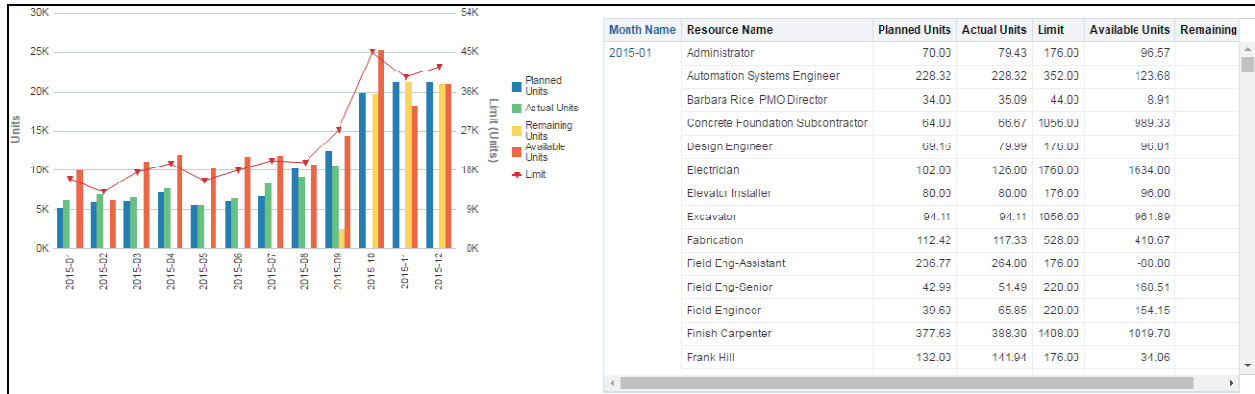 30K
25K
20K
15K
10K
5K
0K
Units
54K
45K
36K
27K
18K
9K
0K
Limit (Units)
2015-01
2015-02
2015-03
2015-04
2015-05
2015-06
2015-07
2015-08
2015-09
2015-10
2015-11
2015-12
Planned
Units
Actual Units
Remaining
Units
Available
Units
Limit
Month Name Resource Name Planned Units Actual Units Limit Available Units Remaining
2015-01 Administrator 70.00 79.43 176.00 96.57
Automation Systems Engineer 228.32 228.32 352.00 123.68
Barbara Rice, PMO Director 34.00 35.09 44.00 8.91
Concrete Foundation Subcontractor 64.00 66.67 1056.00 989.33
Design Engineer 69.16 79.99 176.00 96.01
Electrician 102.00 126.00 1760.00 1634.00
Elevator Installer 80.00 80.00 176.00 96.00
Excavator 94.11 94.11 1056.00 961.89
Fabrication 112.42 117.33 528.00 410.67
Field Eng-Assistant 236.77 264.00 176.00 -88.00
Field Eng-Senior 42.99 51.49 220.00 168.51
Field Engineer 39.60 65.85 220.00 154.15
Finish Carpenter 377.63 388.30 1408.00 1019.70
Frank Hill 132.00 141.94 176.00 34.06